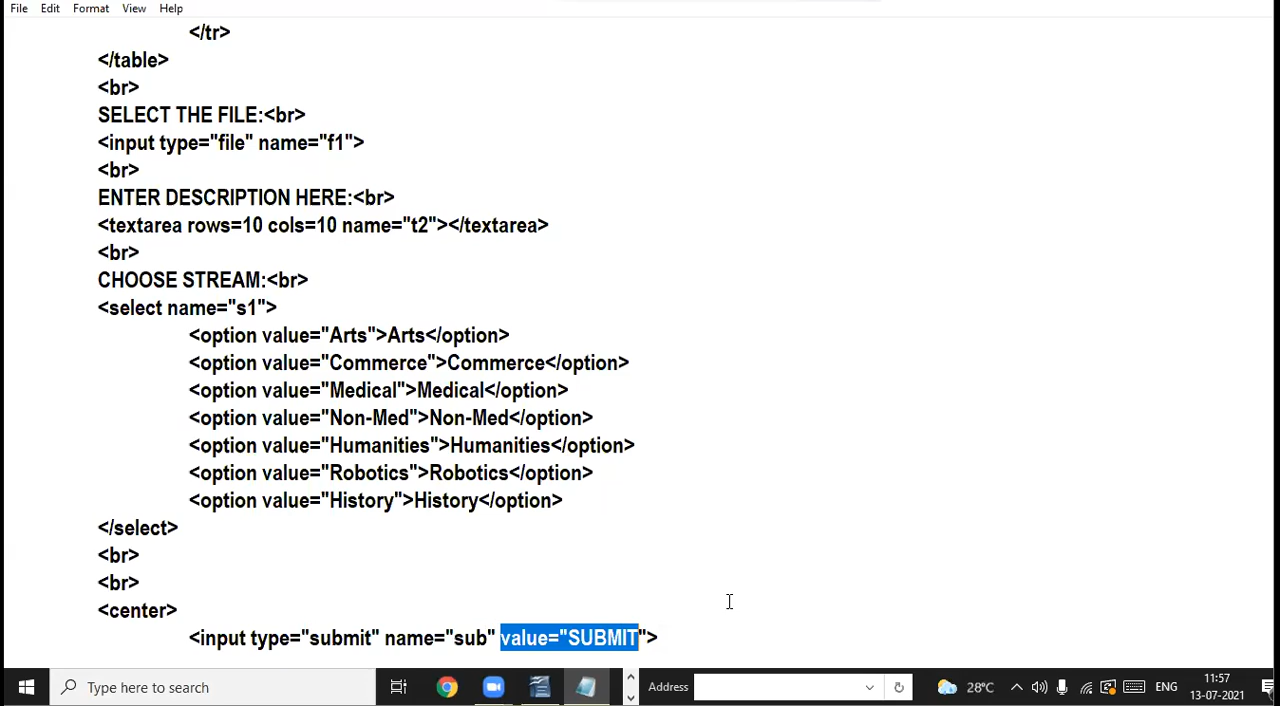 File Edit Format View Help
</tr>
</table>
<br>
SELECT THE FILE:<br>
<input type="file" name="f1">
<br>
ENTER DESCRIPTION HERE:<br>
<textarea rows=10 cols=10 name="t2"></textarea>
<br>
CHOOSE STREAM:<br>
<select name="s1">
<option value="Arts">Arts</option>
<option value="Commerce">Commerce</option>
<option value="Medical">Medical</option>
<option value="Non-Med">Non-Med</option>
<option value="Humanities">Humanities</option>
<option value="Robotics">Robotics</option>
<option value="History">History</option>
</select>
<br>
<br>
<center>
<input type="submit" name="sub" value="SUBMIT">
Type here to search Address 28°C ENG 11:57
13-07-2021